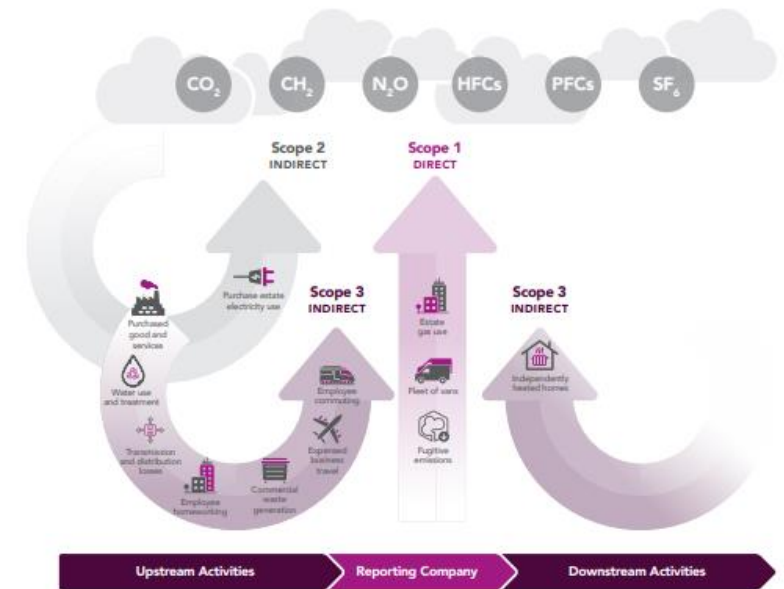 CO2
CH2
N2O
HFCs
PFCs
SF6
Scope 2
INDIRECT
Scope 1
DIRECT
Purchase estate
electricity use
Scope 3
INDIRECT
Scope 3
INDIRECT
Purchased
good and
services
Estate
gas use
Water use
and treatment
Employee
commuting
Fleet of vans
Independently
heated homes
Transmission
and distribution
losses
Expensed
business
travel
Fugitive
emissions
Employee
homeworking
Commercial
waste
generation
Upstream Activities
Reporting Company
Downstream Activities